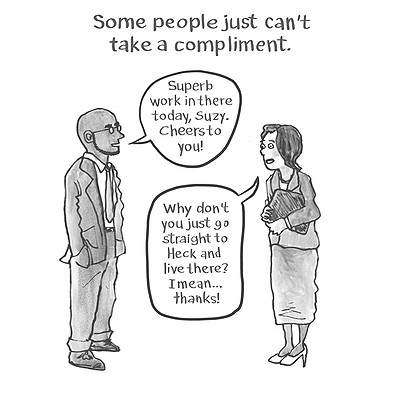 Some people just can't
take a compliment.
Superb
work in there
today, Suzy.
Cheers to
you!
Why don't
you just go
straight to
Heck and
live there?
I mean...
thanks!